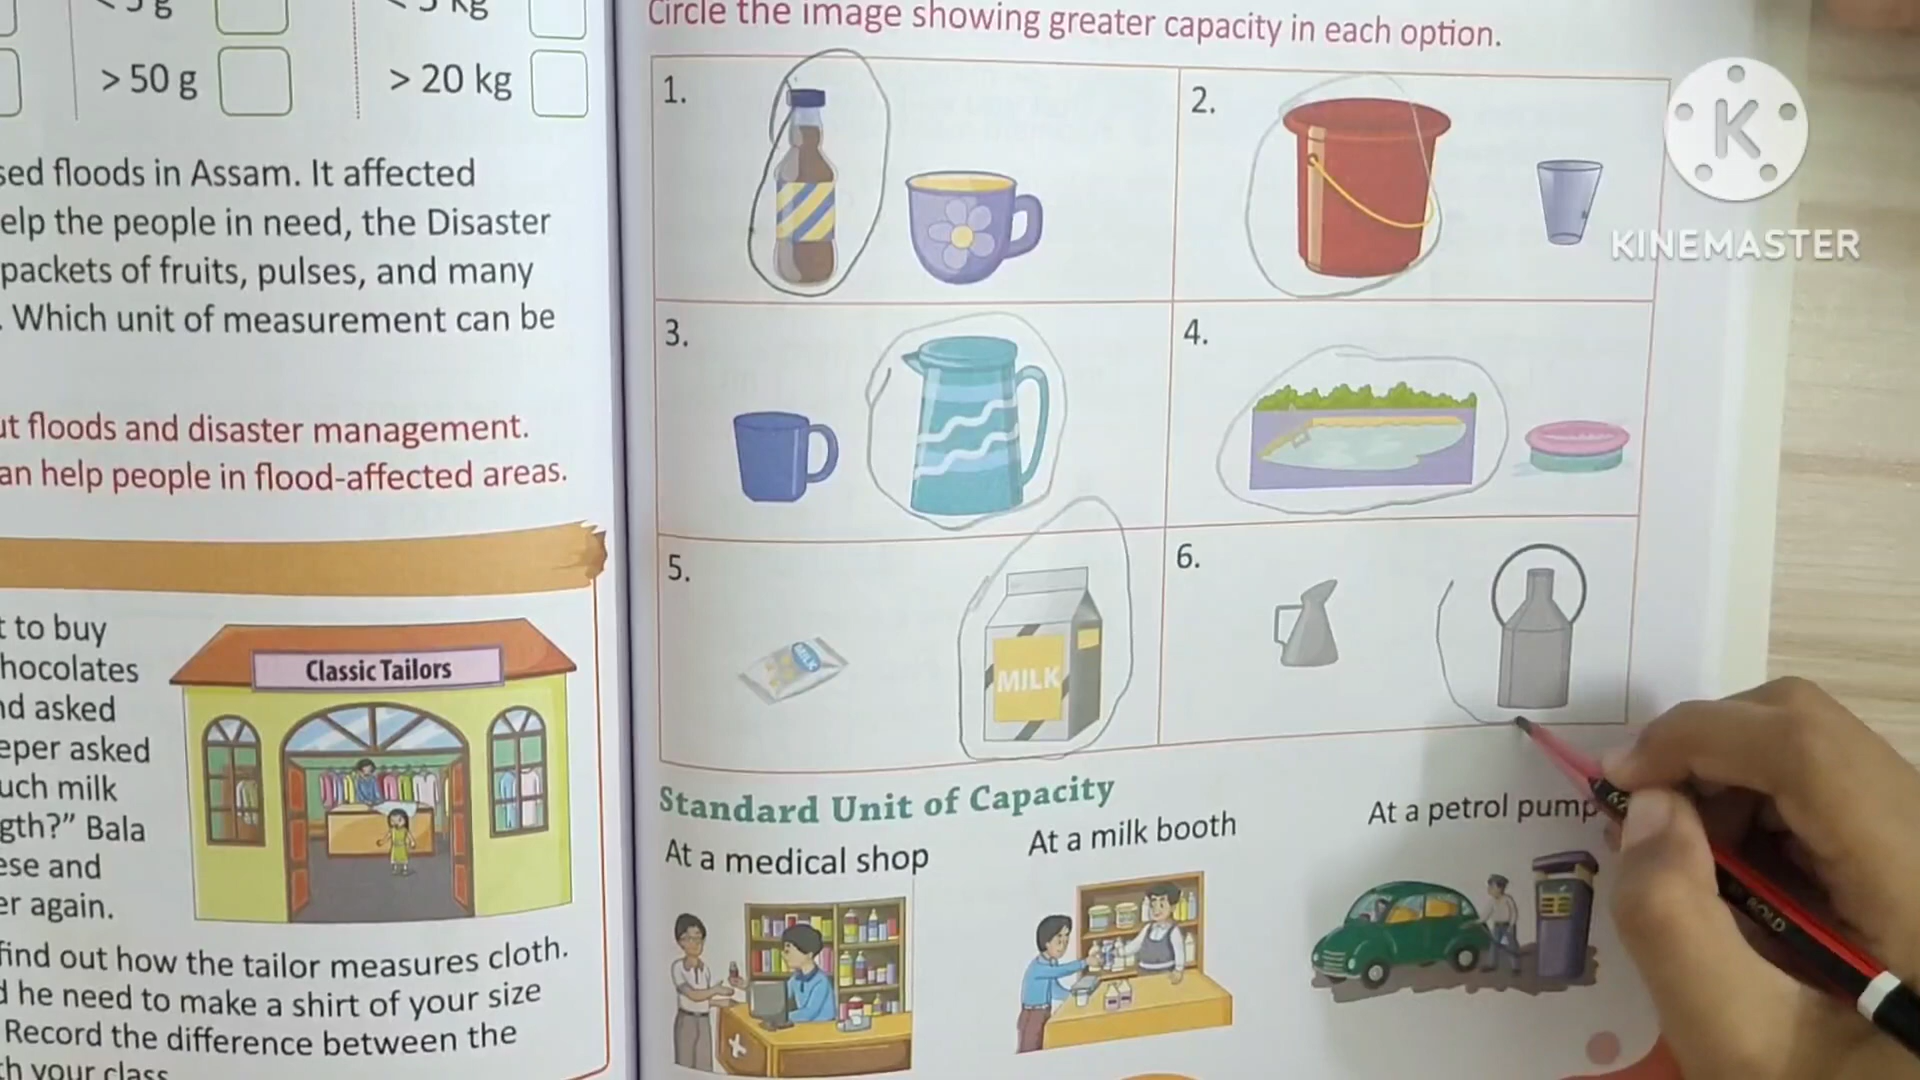 > 50 g
> 20 kg
sed floods in Assam. It affected
elp the people in need, the Disaster
packets of fruits, pulses, and many
. Which unit of measurement can be
ut floods and disaster management.
an help people in flood-affected areas.
t to buy
hocolates
nd asked
eper asked
uch milk
gth?” Bala
ese and
er again.
Classic Tailors
find out how the tailor measures cloth.
d he need to make a shirt of your size
Record the difference between the
th your class
Circle the image showing greater capacity in each option.
1.
2.
3.
4.
5.
MILK
MILK
6.
Standard Unit of Capacity
At a medical shop
At a milk booth
At a petrol pump
BOLD
K
KINEMASTER